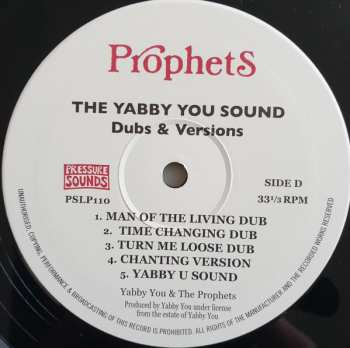 Prophets
THE YABBY YOU SOUND
Dubs & Versions
PRESSURE
SOUNDS
PSLP110
SIDE D
33⅓ RPM
1. MAN OF THE LIVING DUB
2. TIME CHANGING DUB
3. TURN ME LOOSE DUB
4. CHANTING VERSION
5. YABBY U SOUND
Yabby You & The Prophets
Produced by Yabby You under license
from the estate of Yabby You
UNAUTHORISED, COPYING, PERFORMANCE & BROADCASTING OF THIS RECORD IS PROHIBITED. ALL RIGHTS OF THE MANUFACTURER AND THE RECORDED WORKS RESERVED